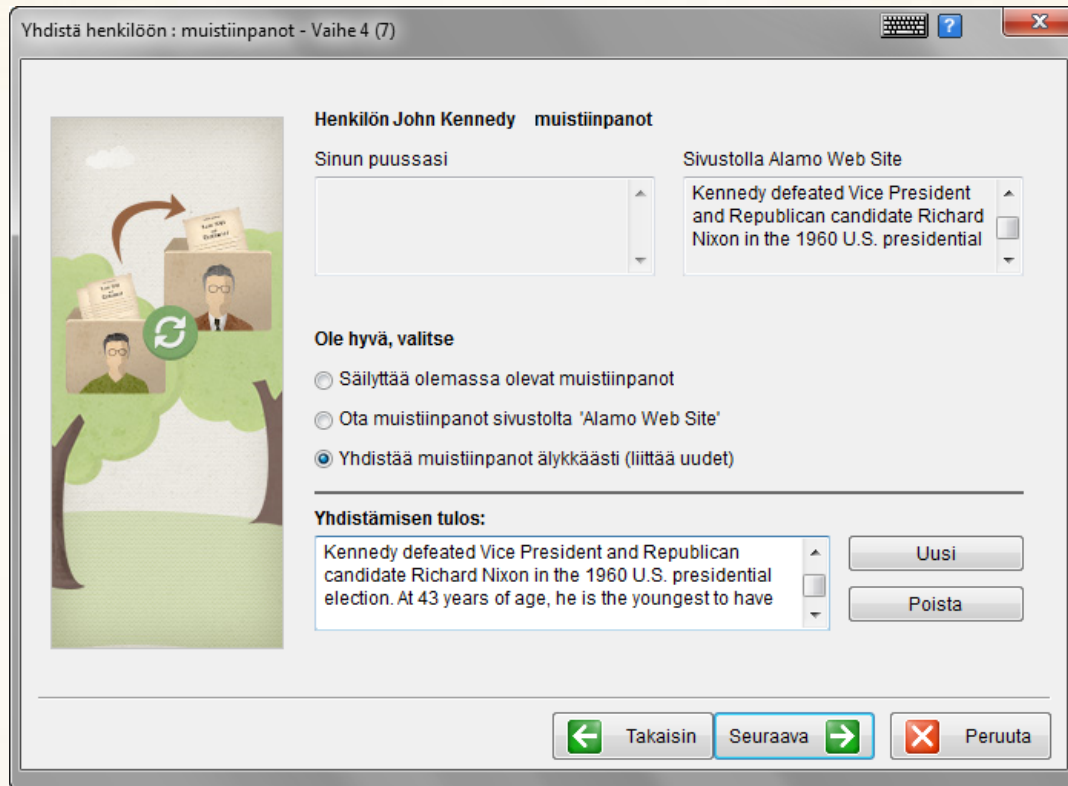 Yhdistä henkilöön : muistiinpanot - Vaihe 4 (7)
?
Henkilön John Kennedy muistiinpanot
Sinun puussasi
Sivustolla Alamo Web Site
Kennedy defeated Vice President
and Republican candidate Richard
Nixon in the 1960 U.S. presidential
Ole hyvä, valitse
Säilyttää olemassa olevat muistiinpanot
Ota muistiinpanot sivustolta 'Alamo Web Site'
Yhdistää muistiinpanot älykkäästi (liittää uudet)
Yhdistämisen tulos:
Kennedy defeated Vice President and Republican
candidate Richard Nixon in the 1960 U.S. presidential
election. At 43 years of age, he is the youngest to have
Uusi
Poista
Takaisin
Seuraava
Peruuta